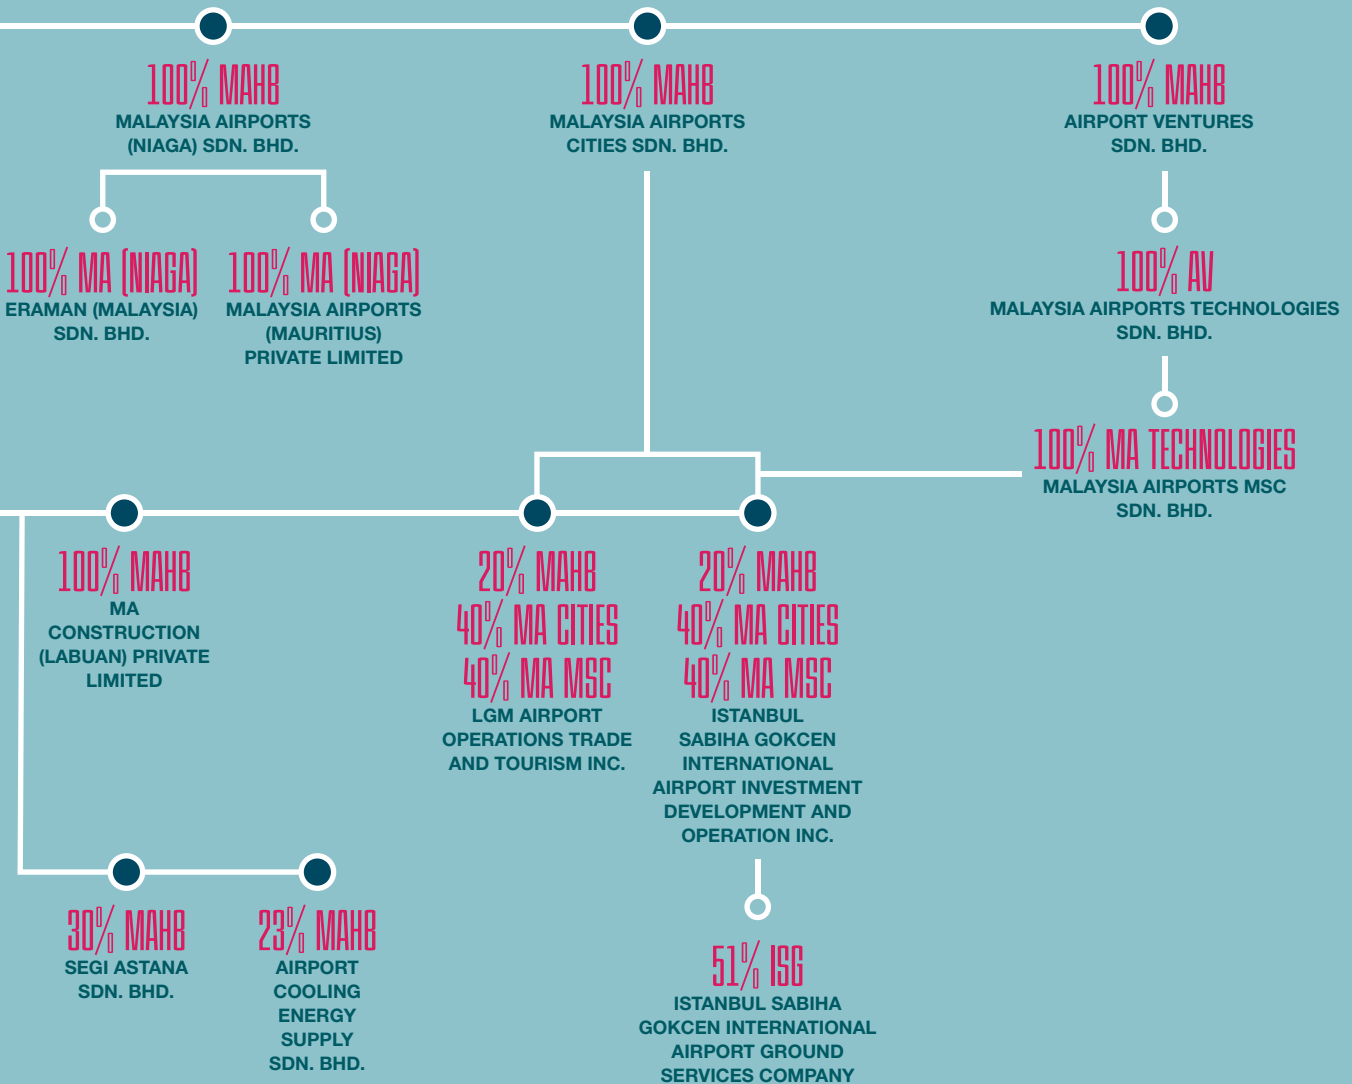 100% MAHB
MALAYSIA AIRPORTS
(NIAGA) SDN. BHD.
100% MAHB
MALAYSIA AIRPORTS
CITIES SDN. BHD.
100% MAHB
AIRPORT VENTURES
SDN. BHD.
100% MA (NIAGA)
ERAMAN (MALAYSIA)
SDN. BHD.
100% MA (NIAGA)
MALAYSIA AIRPORTS
(MAURITIUS)
PRIVATE LIMITED
100% AV
MALAYSIA AIRPORTS TECHNOLOGIES
SDN. BHD.
100% MA TECHNOLOGIES
MALAYSIA AIRPORTS MSC
SDN. BHD.
100% MAHB
MA
CONSTRUCTION
(LABUAN) PRIVATE
LIMITED
20% MAHB
40% MA CITIES
40% MA MSC
LGM AIRPORT
OPERATIONS TRADE
AND TOURISM INC.
20% MAHB
40% MA CITIES
40% MA MSC
ISTANBUL
SABIHA GOKCEN
INTERNATIONAL
AIRPORT INVESTMENT
DEVELOPMENT AND
OPERATION INC.
30% MAHB
SEGI ASTANA
SDN. BHD.
23% MAHB
AIRPORT
COOLING
ENERGY
SUPPLY
SDN. BHD.
51% ISG
ISTANBUL SABIHA
GOKCEN INTERNATIONAL
AIRPORT GROUND
SERVICES COMPANY